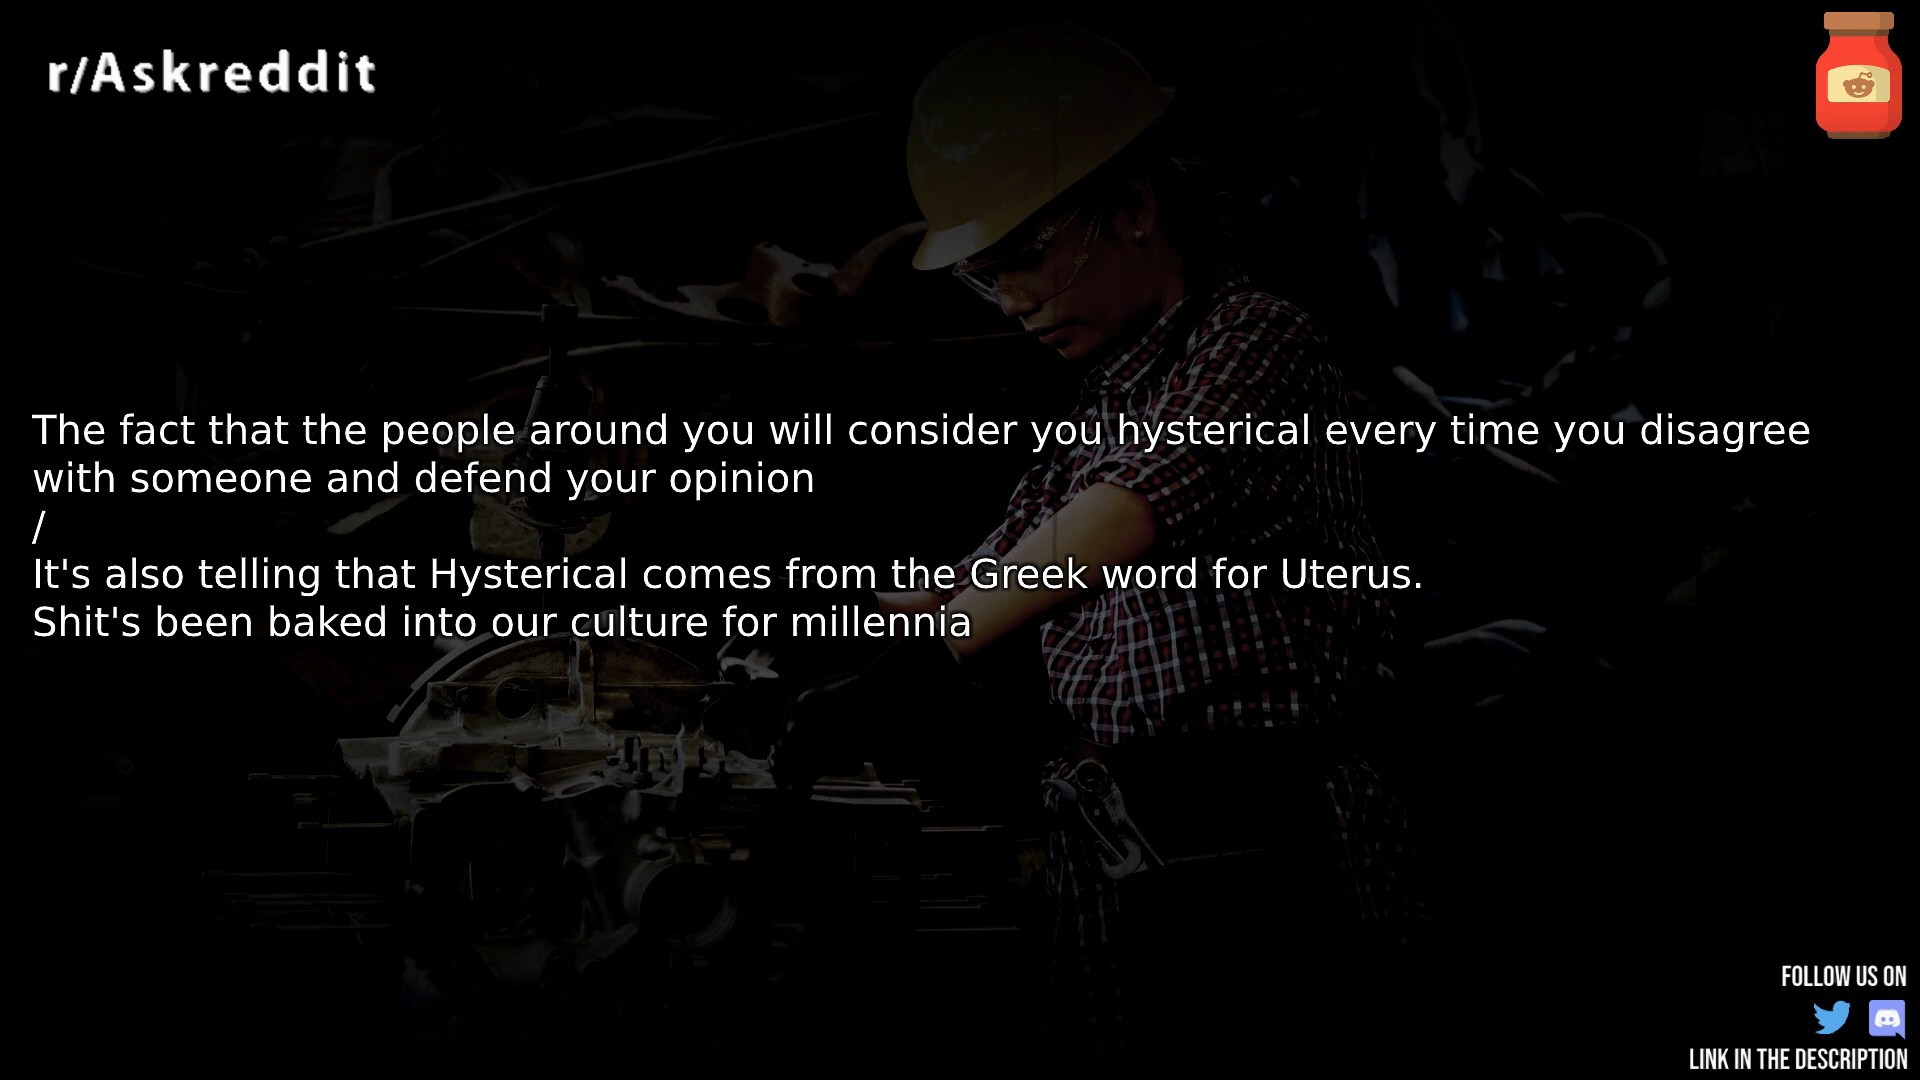 r/Askreddit
The fact that the people around you will consider you hysterical every time you disagree
with someone and defend your opinion
/
It's also telling that Hysterical comes from the Greek word for Uterus.
Shit's been baked into our culture for millennia
FOLLOW US ON
LINK IN THE DESCRIPTION